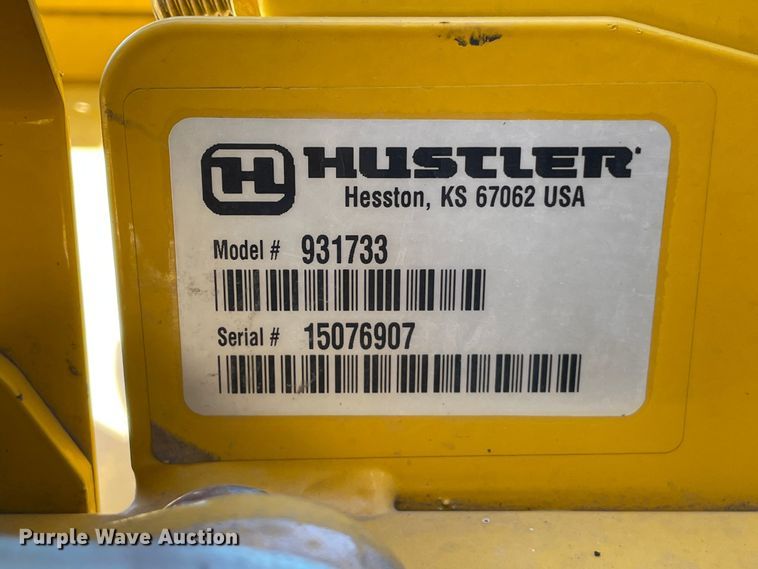 H HUSTLER
Hesston, KS 67062 USA
Model # 931733
Serial # 15076907
Purple Wave Auction